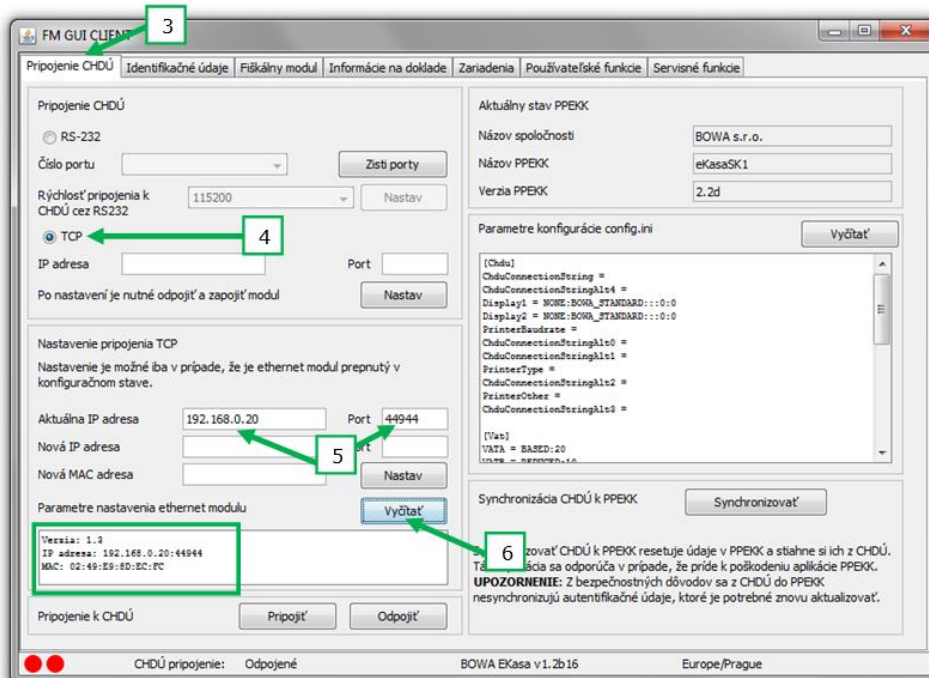 3
FM GUI CLIENT
Pripojenie CHDÚ Identifikačné údaje Fiškálny modul Informácie na doklade Zariadenia Používateľské funkcie Servisné funkcie
Pripojenie CHDÚ
RS-232
Číslo portu Zisti porty
Rýchlosť pripojenia k
CHDÚ cez RS232
115200 Nastav
TCP
4
IP adresa Port
Po nastavení je nutné odpojiť a zapojiť modul Nastav
Nastavenie pripojenia TCP
Nastavenie je možné iba v prípade, že je ethernet modul prepnutý v
konfiguračnom stave.
Aktuálna IP adresa 192.168.0.20 Port 44944
Nová IP adresa
5
Nová MAC adresa Nastav
Parametre nastavenia ethernet modulu Vyčítať
Versia: 1.3
IP adresa: 192.168.0.20:44944
MAC: 02:49:E9:8D:EC:FC
Pripojenie k CHDÚ Pripojiť Odpojiť
Aktuálny stav PPEKK
Názov spoločnosti BOWA s.r.o.
Názov PPEKK eKasaSK1
Verzia PPEKK 2.2d
Parametre konfigurácie config.ini Vyčítať
[Chdu]
ChduConnectionString =
ChduConnectionStringAlt4 =
Display1 = NONE:BOWA_STANDARD:::0:0
Display2 = NONE:BOWA_STANDARD:::0:0
PrinterBaudrate =
ChduConnectionStringAlt0 =
ChduConnectionStringAlt1 =
PrinterType =
ChduConnectionStringAlt2 =
PrinterOther =
ChduConnectionStringAlt3 =
[Vat]
VATA = BASED:20
VATB = REDUCED:10
Synchronizácia CHDÚ k PPEKK Synchronizovať
6
CHDÚ k PPEKK resetuje údaje v PPEKK a stiahne si ich z CHDÚ.
sa odporúča v prípade, že príde k poškodeniu aplikácie PPEKK.
UPOZORNENIE: Z bezpečnostných dôvodov sa z CHDÚ do PPEKK
nesynchronizujú autentifikačné údaje, ktoré je potrebné znovu aktualizovať.
CHDÚ pripojenie: Odpojené BOWA EKasa v1.2b16 Europe/Prague